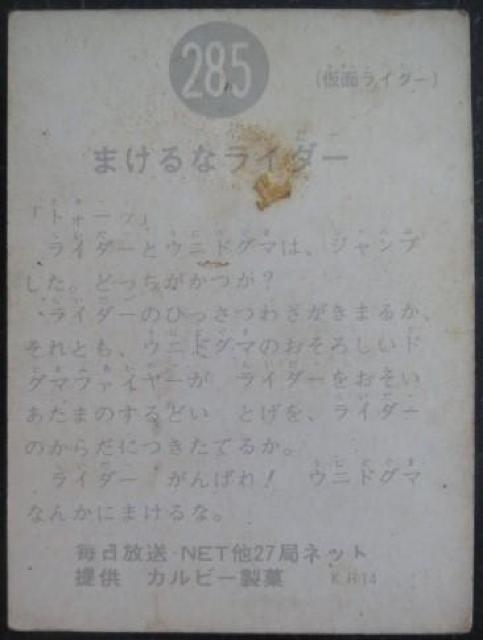 285
(仮面ライダー)
まけるなライダー
「トォーッ」
ライダーとウニドグマは、ジャンプ
した。どっちがかつか？
ライダーのひっさつわざがきまるか、
それとも、ウニドグマのおそろしいド
グマファイヤーが ライダーをおそい
あたまのするどい とげを、ライダー
のからだにつきたてるか。
ライダー がんばれ！ ウニドグマ
なんかにまけるな。
毎日放送・NET他27局ネット
提供 カルビー製菓 K.R14